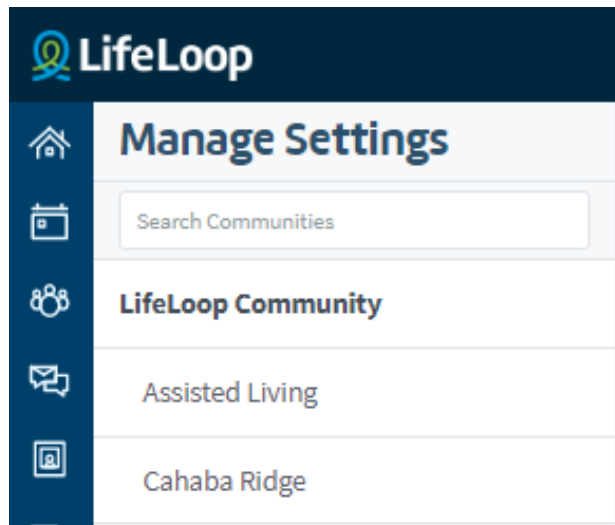 LifeLoop
Manage Settings
Search Communities
LifeLoop Community
Assisted Living
Cahaba Ridge